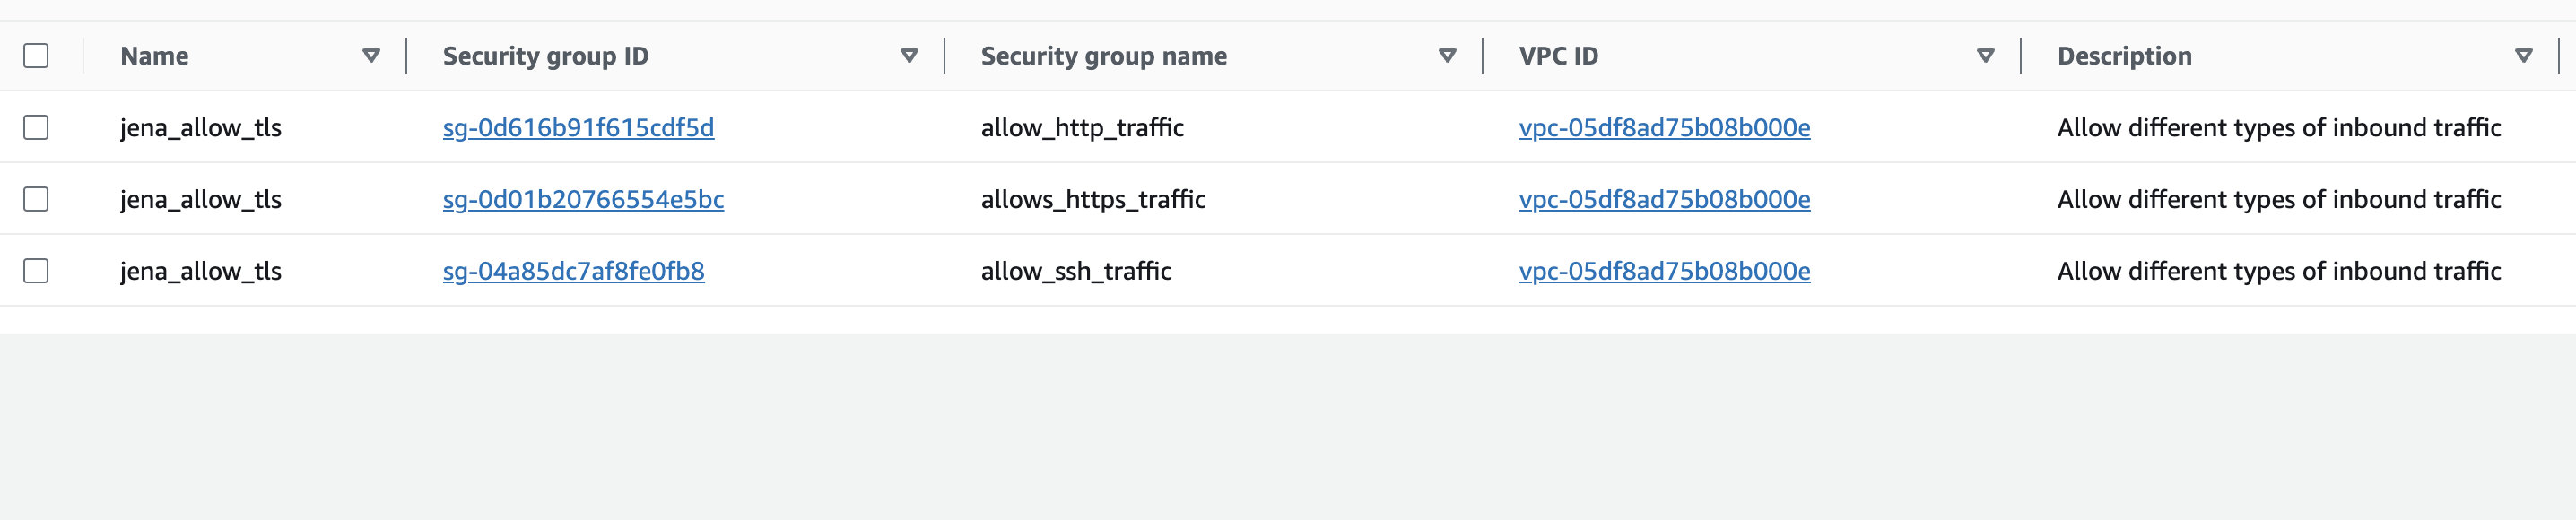 Name Security group ID Security group name VPC ID Description
jena_allow_tls sg-0d616b91f615cdf5d allow_http_traffic vpc-05df8ad75b08b000e Allow different types of inbound traffic
jena_allow_tls sg-0d01b20766554e5bc allows_https_traffic vpc-05df8ad75b08b000e Allow different types of inbound traffic
jena_allow_tls sg-04a85dc7af8fe0fb8 allow_ssh_traffic vpc-05df8ad75b08b000e Allow different types of inbound traffic